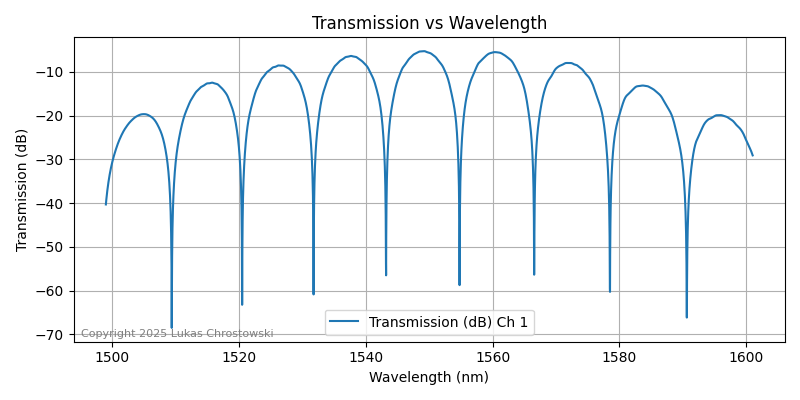 Transmission vs Wavelength
Transmission (dB)
−10
−20
−30
−40
−50
−60
−70
Copyright 2025 Lukas Chrostowski
Transmission (dB) Ch 1
1500 1520 1540 1560 1580 1600
Wavelength (nm)